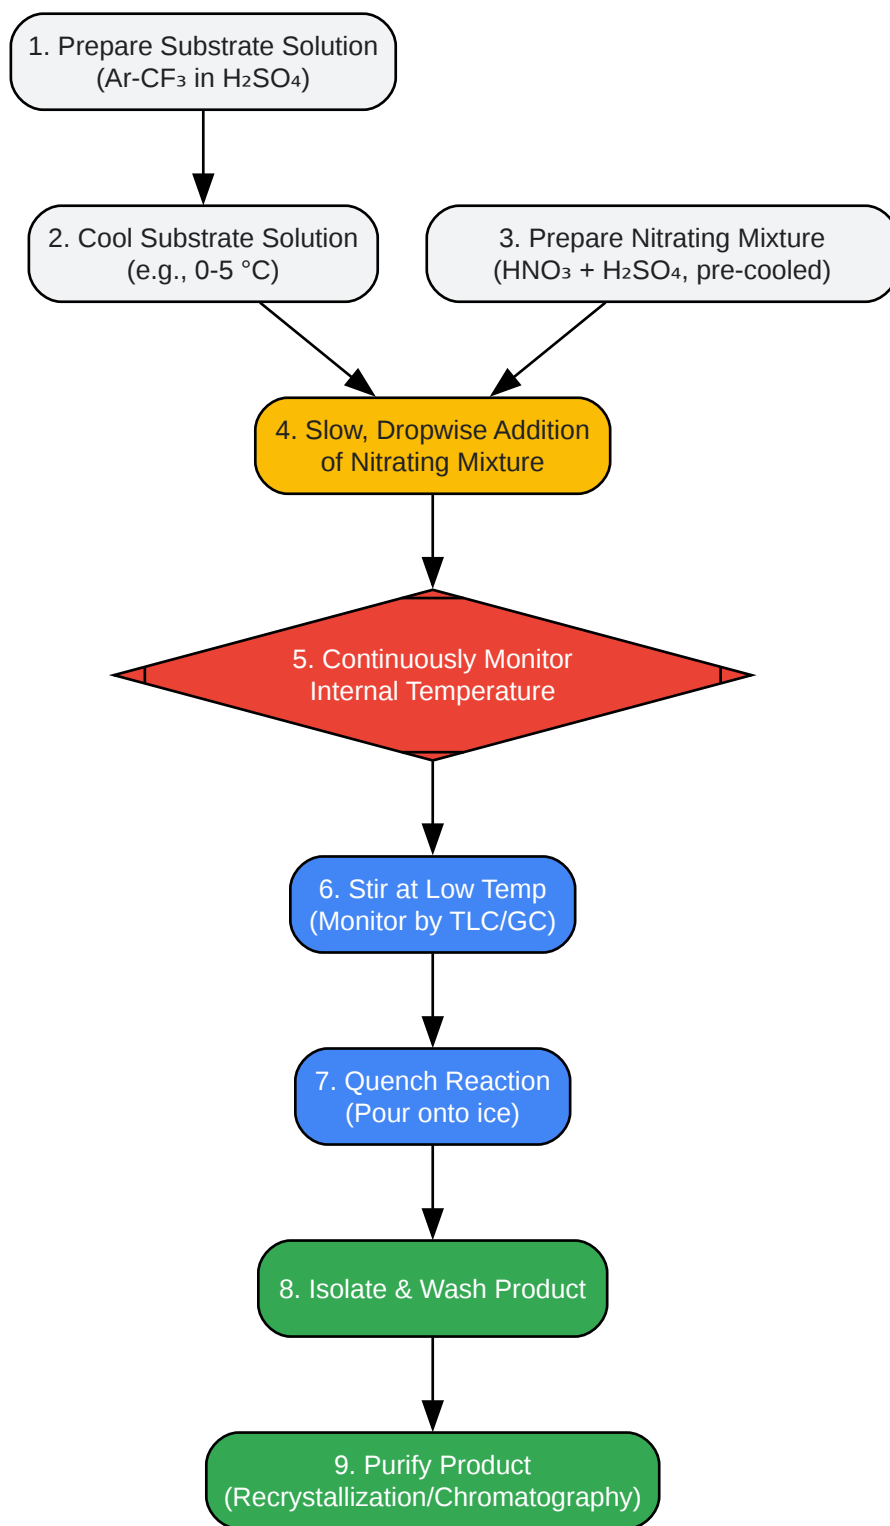 1. Prepare Substrate Solution
(Ar-CF₃ in H₂SO₄)
2. Cool Substrate Solution
(e.g., 0-5 °C)
3. Prepare Nitrating Mixture
(HNO₃ + H₂SO₄, pre-cooled)
4. Slow, Dropwise Addition
of Nitrating Mixture
5. Continuously Monitor
Internal Temperature
6. Stir at Low Temp
(Monitor by TLC/GC)
7. Quench Reaction
(Pour onto ice)
8. Isolate & Wash Product
9. Purify Product
(Recrystallization/Chromatography)